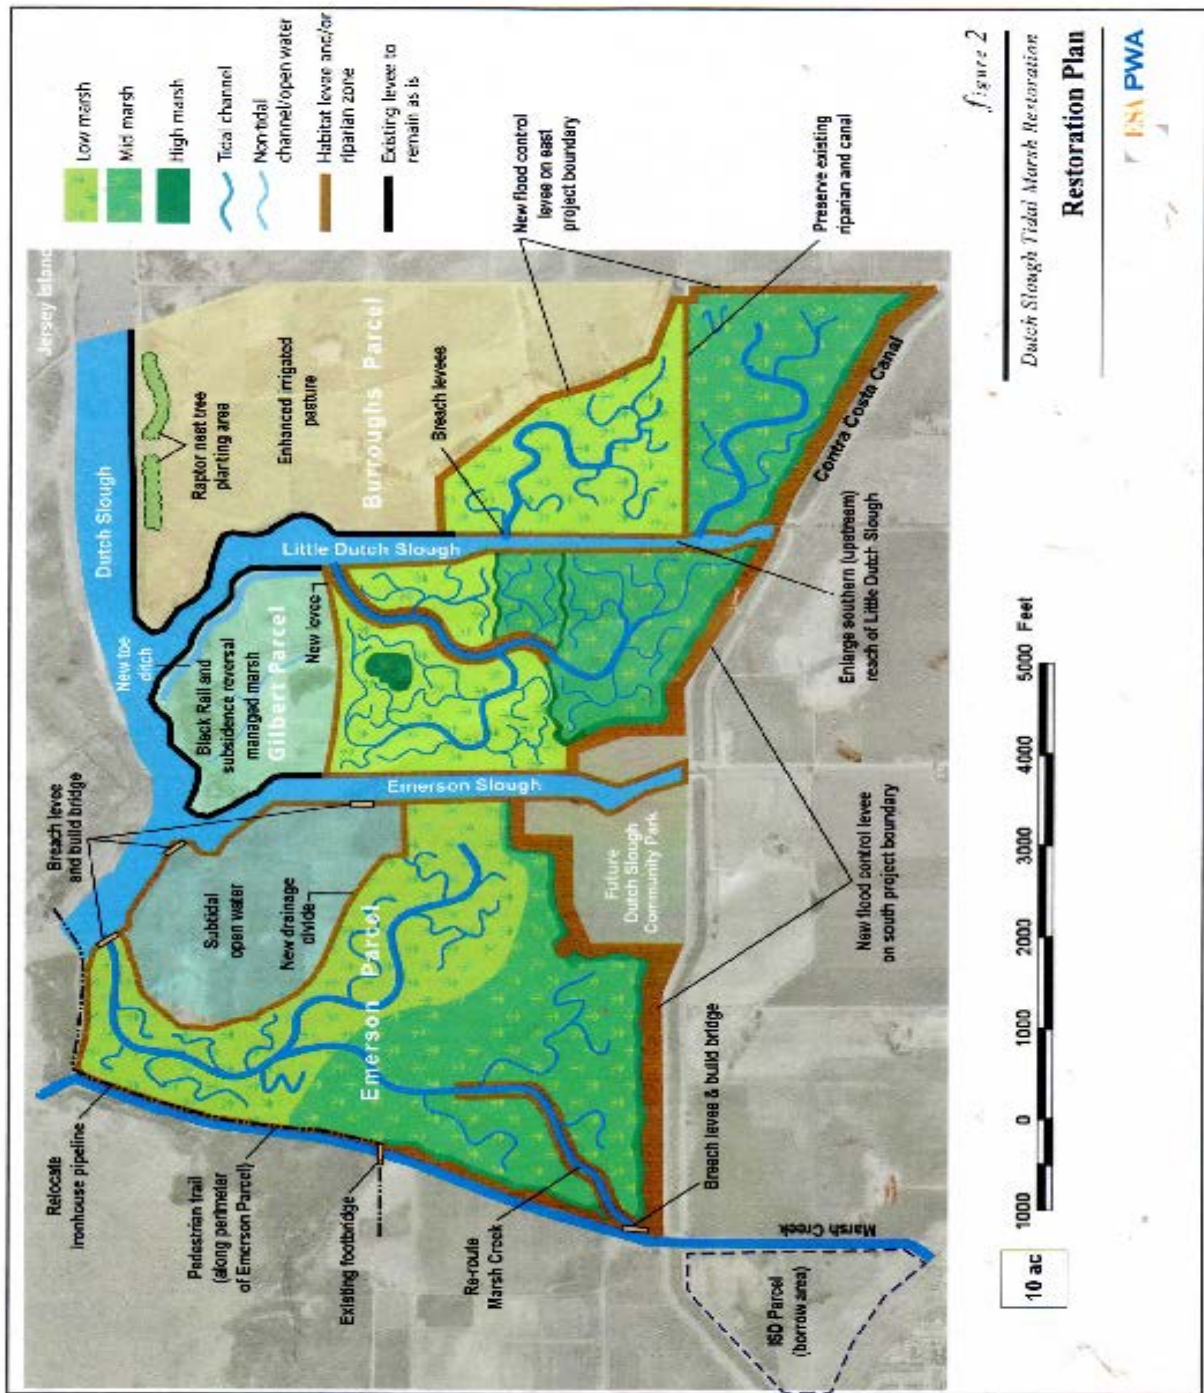 Low marsh
Mid marsh
High marsh
Tidal channel
Non-tidal
channel/open water
Habitat levee and/or
riparian zone
Existing levee to
remain as is
Jersey Island
Dutch Slough
Raptor nest tree
planting area
Enhanced irrigated
pasture
Burroughs Parcel
Breach levees
New flood control
levee on east
project boundary
Preserve existing
riparian and canal
New toe
ditch
Black Rail and
subsidence reversal
managed marsh
Gilbert Parcel
New levee
Little Dutch Slough
Contra Costa Canal
Enlarge southern (upstream)
reach of Little Dutch Slough
Breach levee
and build bridge
Emerson Slough
Subtidal
open water
New drainage
divide
Emerson Parcel
Future
Dutch Slough
Community Park
New flood control levee
on south project boundary
Relocate
Ironhouse pipeline
Pedestrian trail
(along perimeter
of Emerson Parcel)
Existing footbridge
Re-route
Marsh Creek
Breach levee & build bridge
Marsh Creek
ISD Parcel
(borrow area)
10 ac
1000 0 1000 2000 3000 4000 5000 Feet
figure 2
Dutch Slough Tidal Marsh Restoration
Restoration Plan
ESA PWA